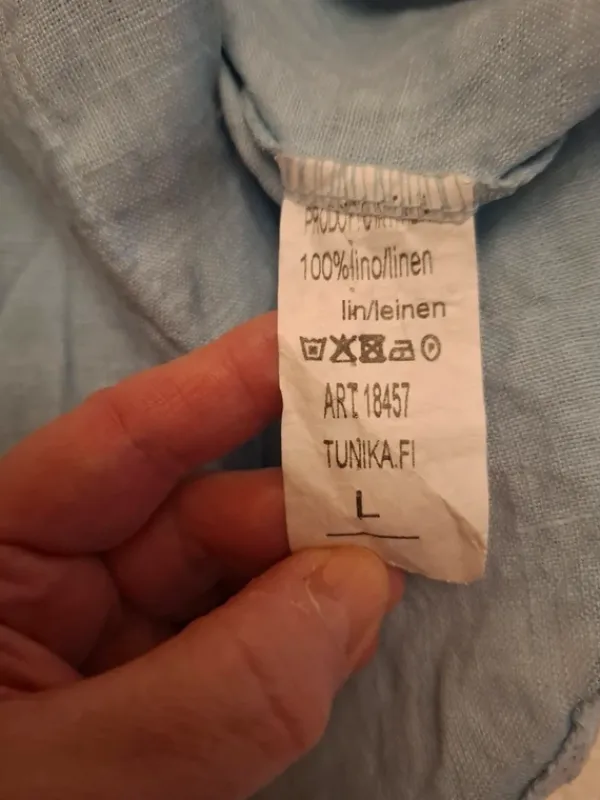 100%lino/linen
lin/leinen
ART.18457
TUNIKA.FI
L